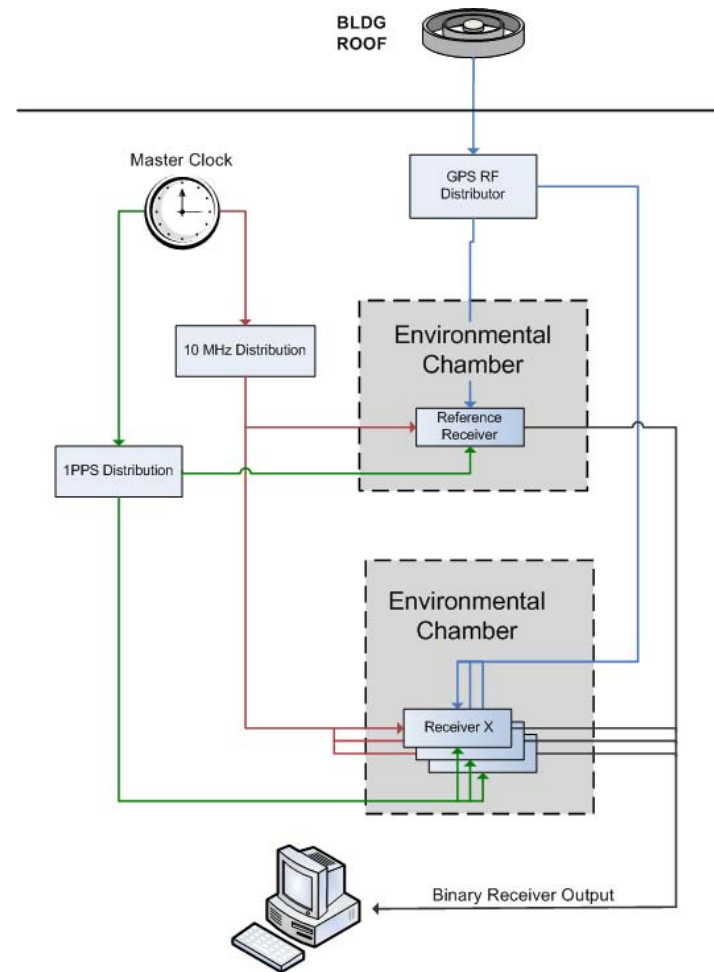 BLDG
ROOF
Master Clock
GPS RF
Distributor
10 MHz Distribution
Environmental
Chamber
Reference
Receiver
1PPS Distribution
Environmental
Chamber
Receiver X
Binary Receiver Output